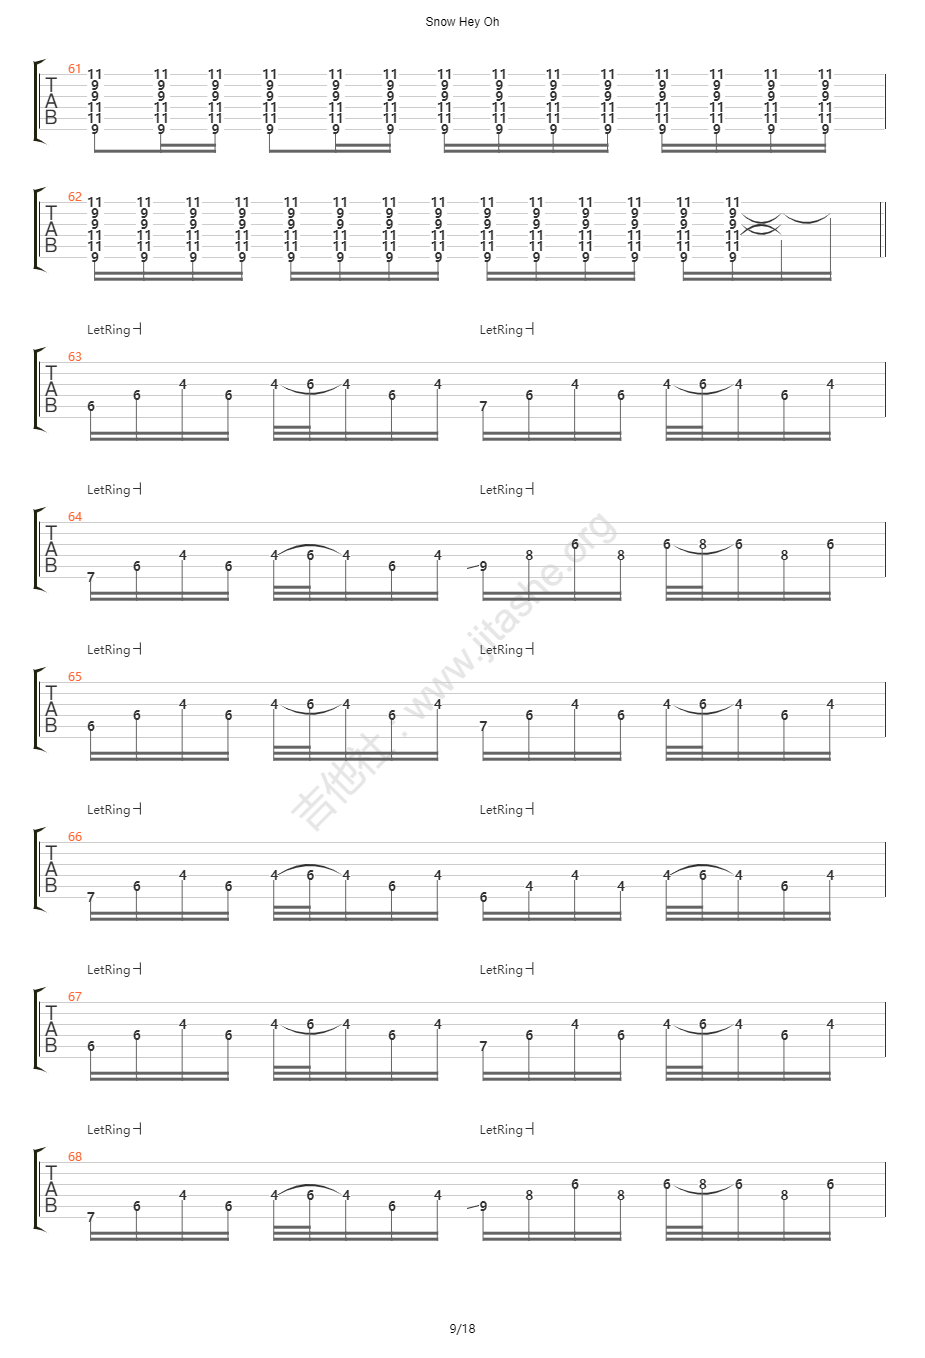 Snow Hey Oh
61
11 11 11 11 11 11 11 11 11 11 11 11 11 11
9 9 9 9 9 9 9 9 9 9 9 9 9 9
9 9 9 9 9 9 9 9 9 9 9 9 9 9
11 11 11 11 11 11 11 11 11 11 11 11 11 11
11 11 11 11 11 11 11 11 11 11 11 11 11 11
9 9 9 9 9 9 9 9 9 9 9 9 9 9
TAB
62
11 11 11 11 11 11 11 11 11 11 11 11 11 11
9 9 9 9 9 9 9 9 9 9 9 9 9 9
9 9 9 9 9 9 9 9 9 9 9 9 9 9
11 11 11 11 11 11 11 11 11 11 11 11 11 11
11 11 11 11 11 11 11 11 11 11 11 11 11 11
9 9 9 9 9 9 9 9 9 9 9 9 9 9
TAB
LetRing LetRing
63
TAB
6 6 4 6 4 6 4 6 4 7 6 4 6 4 6 4 6 4
LetRing LetRing
64
TAB
7 6 4 6 4 6 4 6 4 9 8 6 8 6 8 6 8 6
LetRing LetRing
65
TAB
6 6 4 6 4 6 4 6 4 7 6 4 6 4 6 4 6 4
LetRing LetRing
66
TAB
7 6 4 6 4 6 4 6 4 6 4 4 4 4 6 4 6 4
LetRing LetRing
67
TAB
6 6 4 6 4 6 4 6 4 7 6 4 6 4 6 4 6 4
LetRing LetRing
68
TAB
7 6 4 6 4 6 4 6 4 9 8 6 8 6 8 6 8 6
吉他社 . www.jitashe.org
9/18